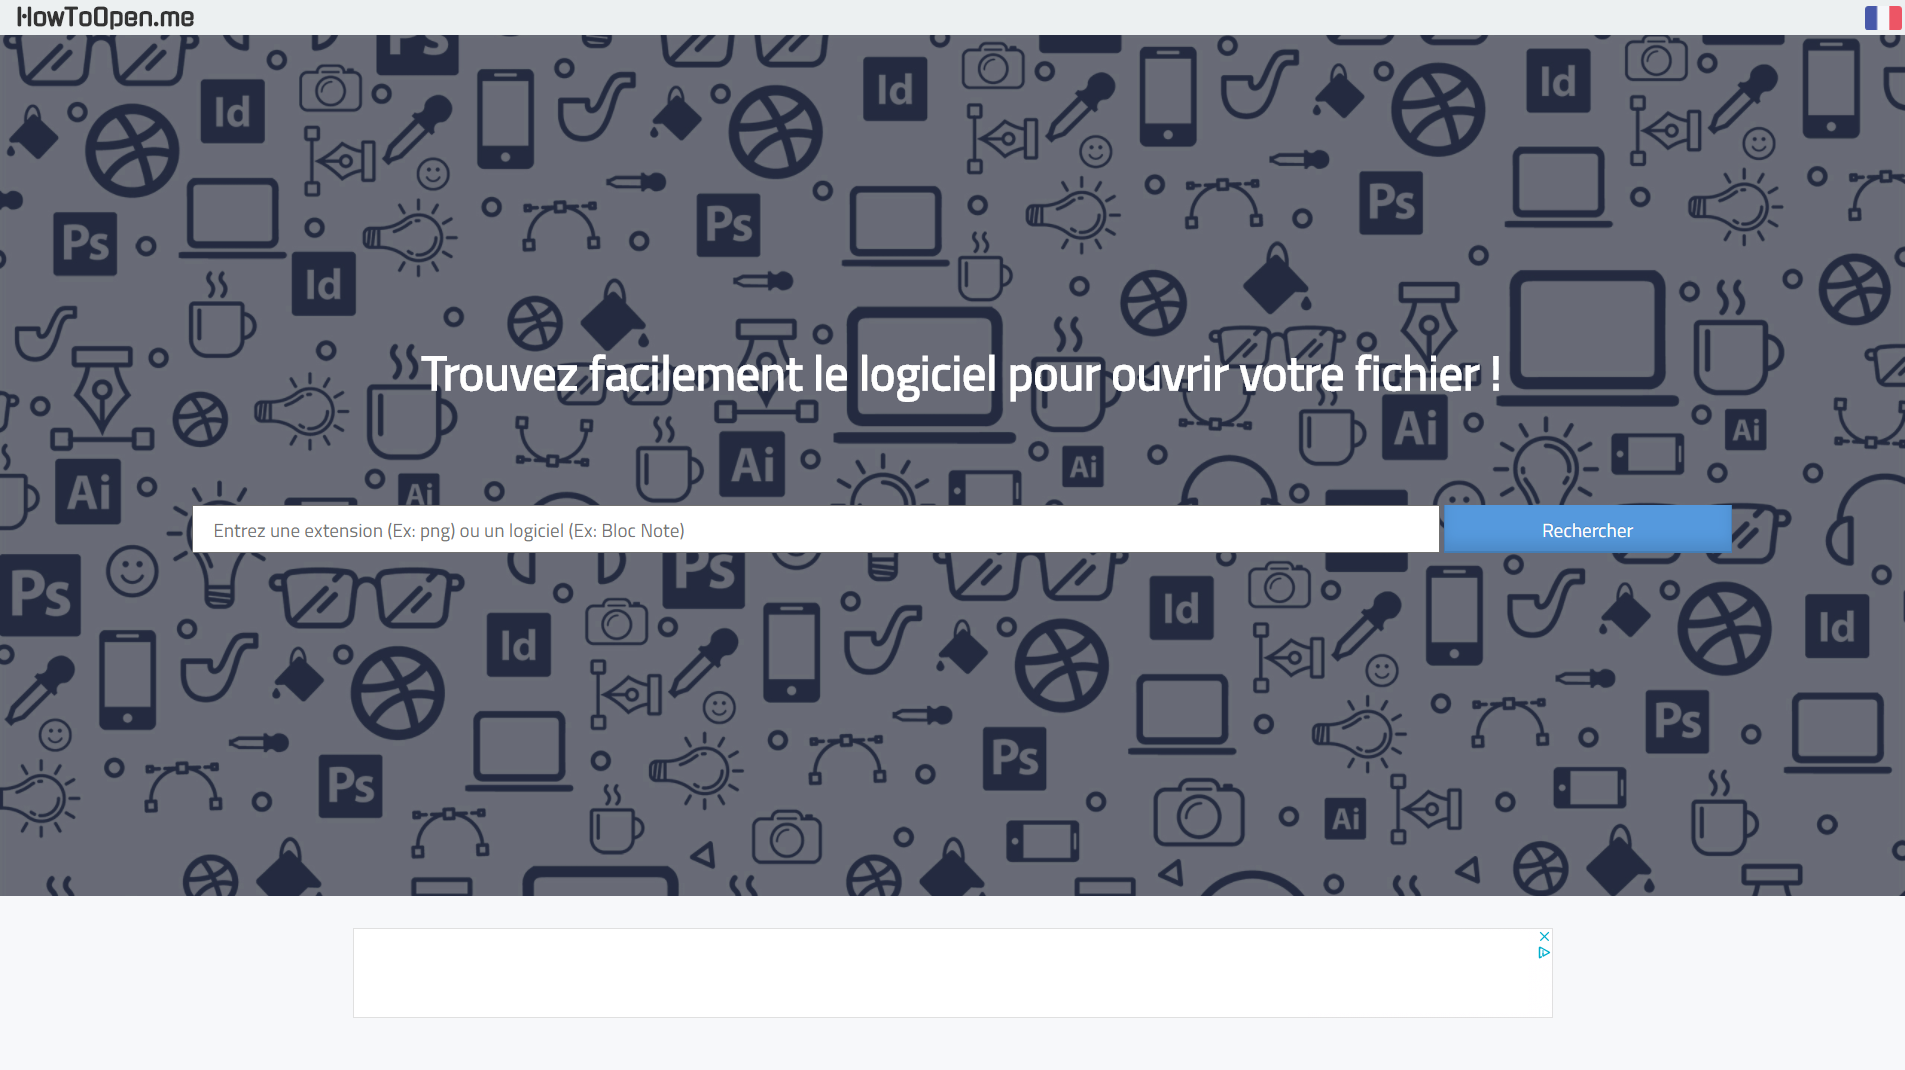 HowToOpen.me
Trouvez facilement le logiciel pour ouvrir votre fichier !
Entrez une extension (Ex: png) ou un logiciel (Ex: Bloc Note)
Rechercher